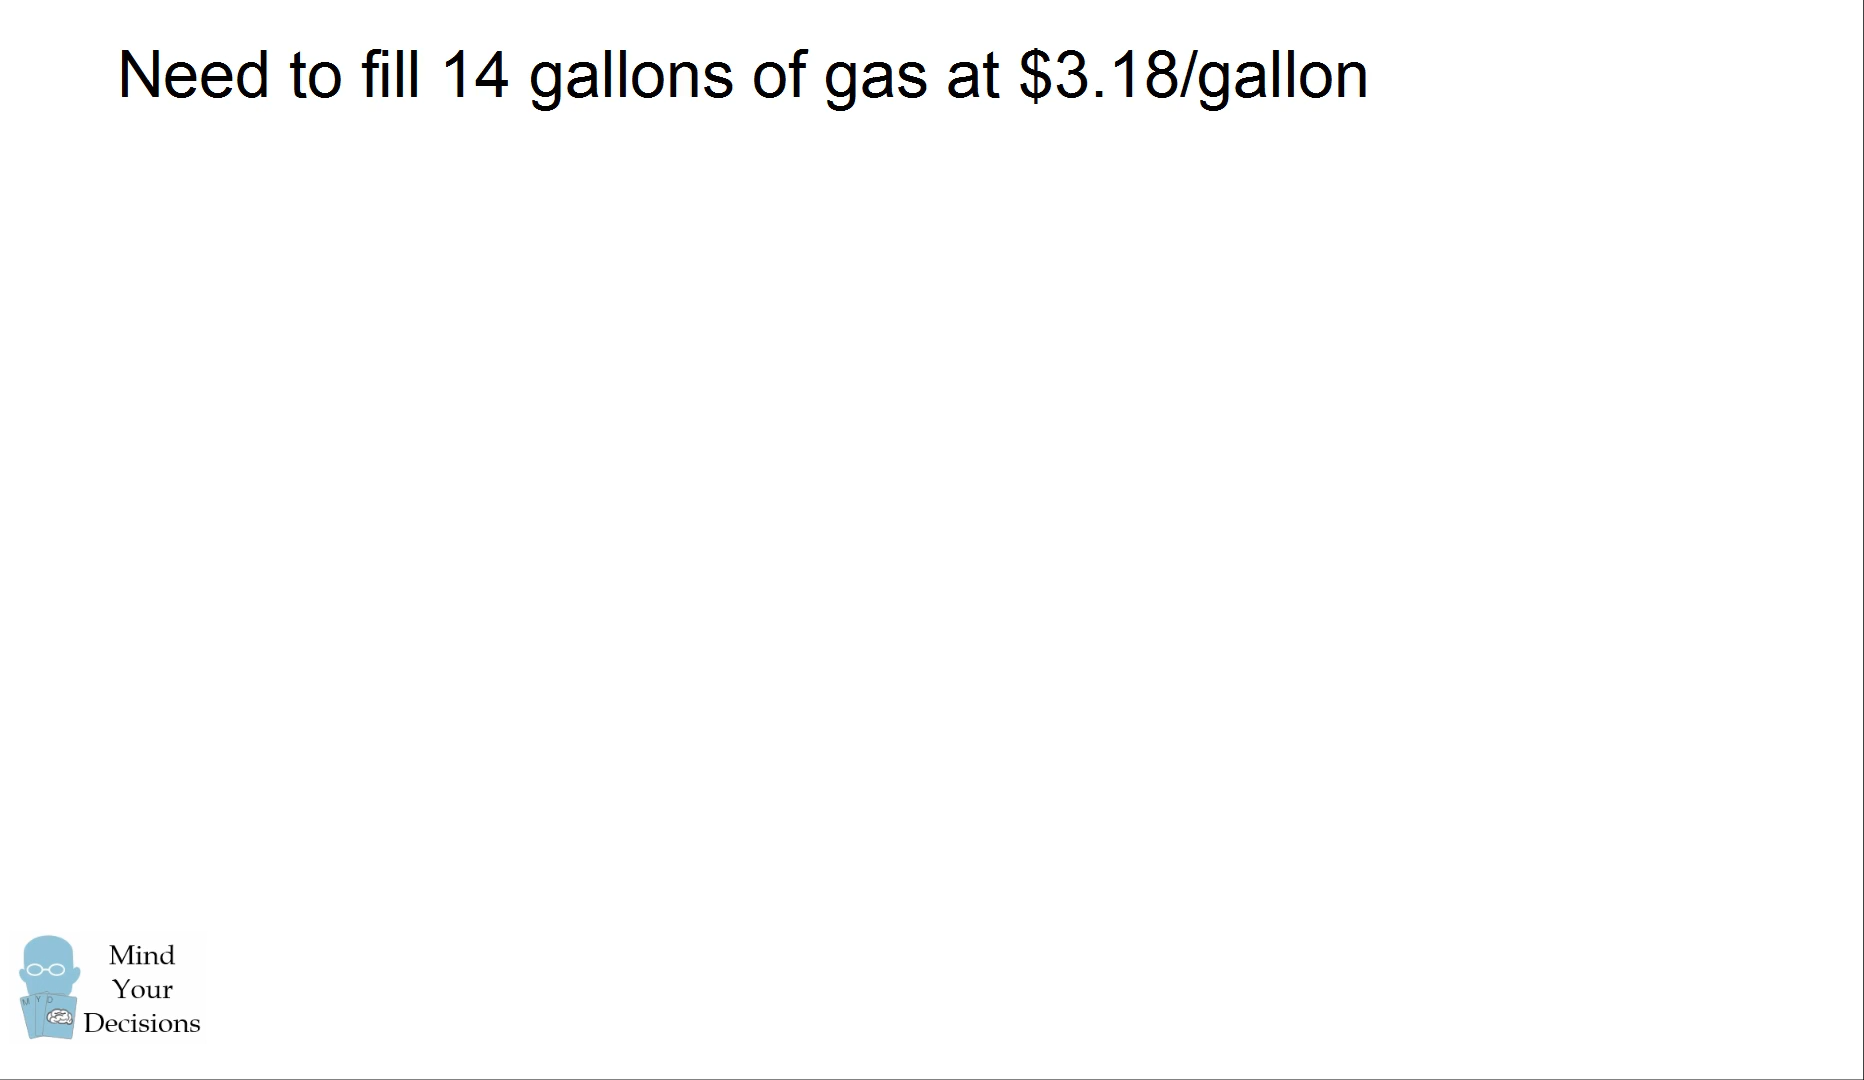 Need to fill 14 gallons of gas at $3.18/gallon
Mind
Your
Decisions
M Y D